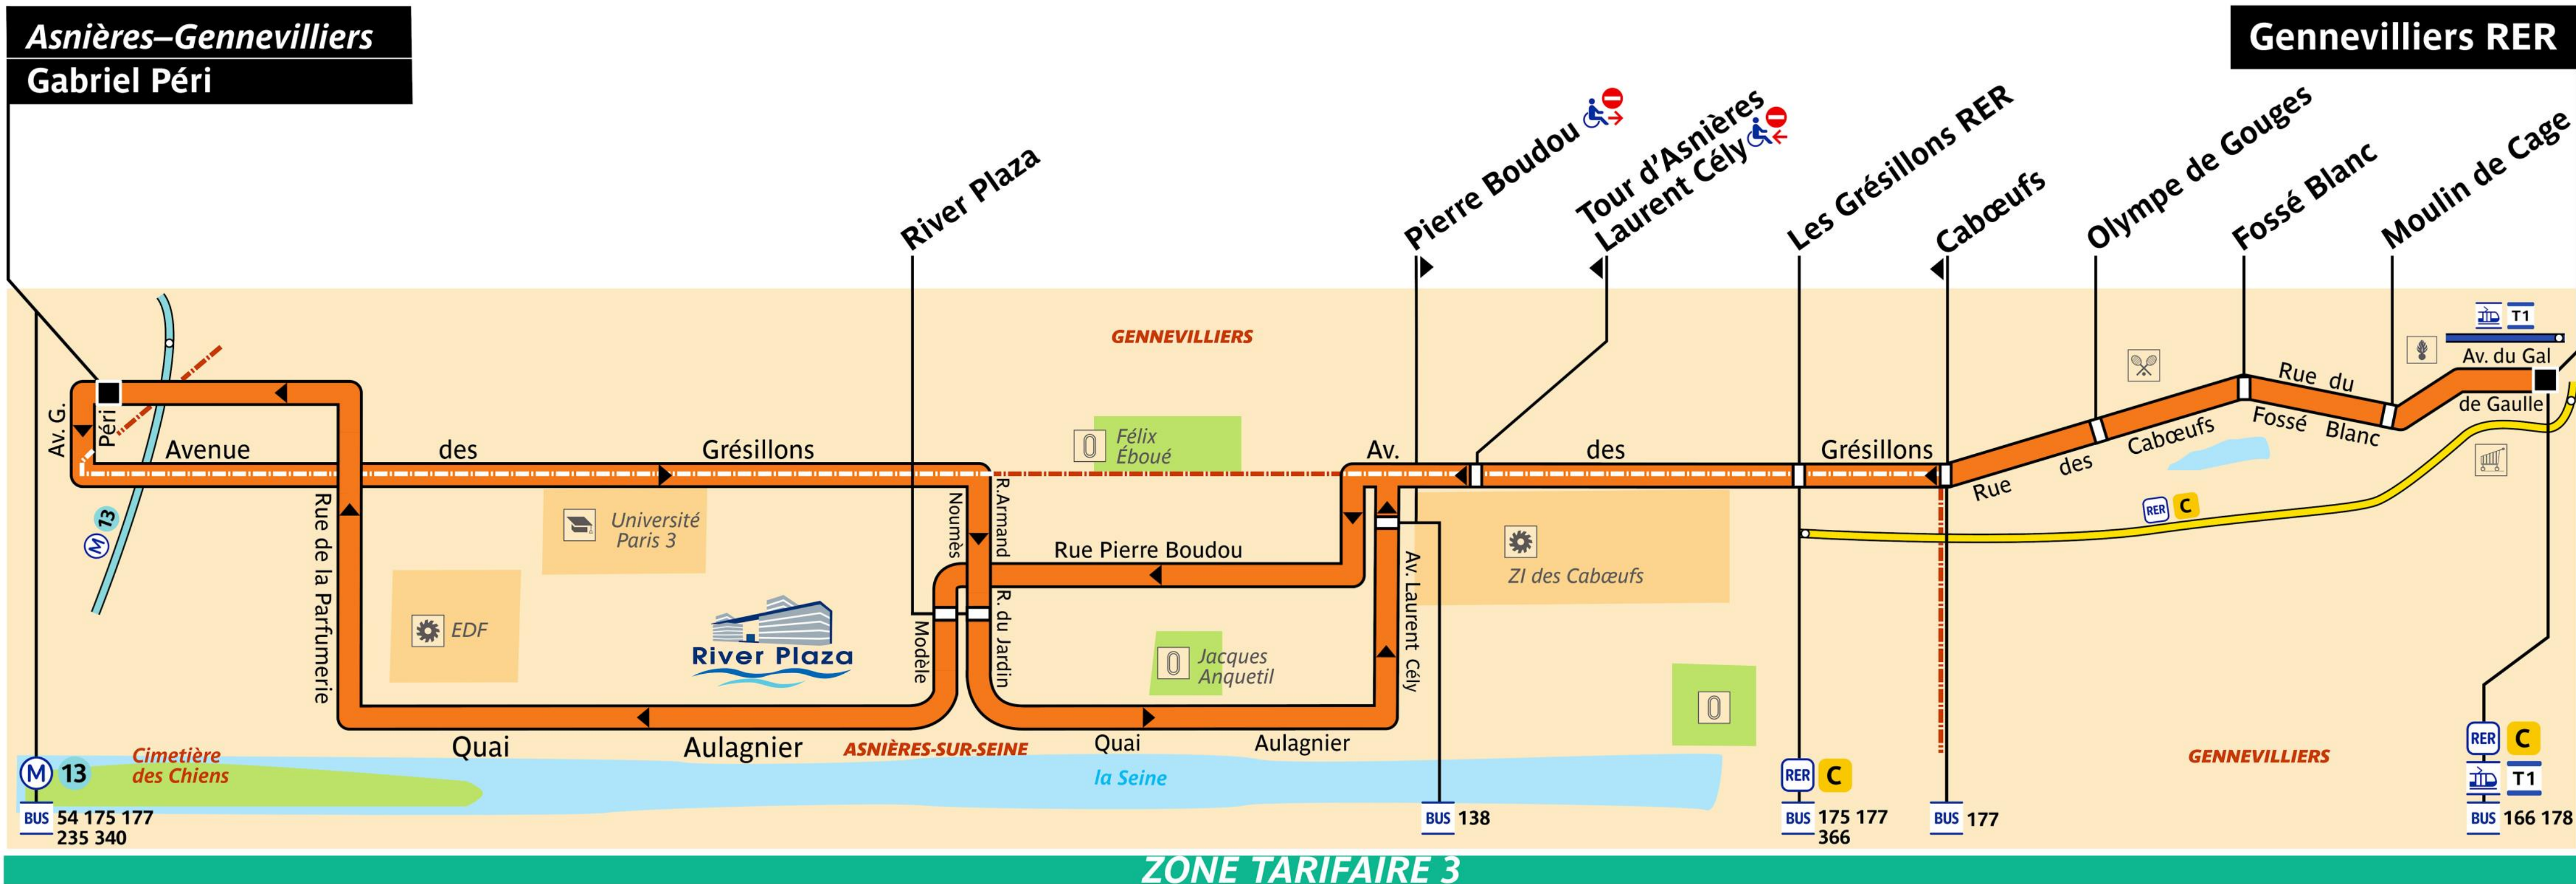 Asnières–Gennevilliers
Gabriel Péri
Gennevilliers RER
River Plaza
Pierre Boudou
Tour d'Asnières
Laurent Cély
Les Grésillons RER
Cabœufs
Olympe de Gouges
Fossé Blanc
Moulin de Cage
GENNEVILLIERS
T1
Av. du Gal
de Gaulle
Rue du
Fossé Blanc
Rue des Cabœufs
Av. G.
Péri
Avenue des Grésillons
Félix
Éboué
Av. des Grésillons
M 13
Rue de la Parfumerie
Université
Paris 3
Noumès
R.Armand
Rue Pierre Boudou
ZI des Cabœufs
RER C
EDF
River Plaza
Modèle
R. du Jardin
Jacques
Anquetil
Av. Laurent Cély
Quai Aulagnier
ASNIÈRES-SUR-SEINE
Quai Aulagnier
Cimetière
des Chiens
la Seine
GENNEVILLIERS
M 13
BUS 54 175 177
235 340
BUS 138
RER C
BUS 175 177
366
BUS 177
RER C
T1
BUS 166 178
ZONE TARIFAIRE 3